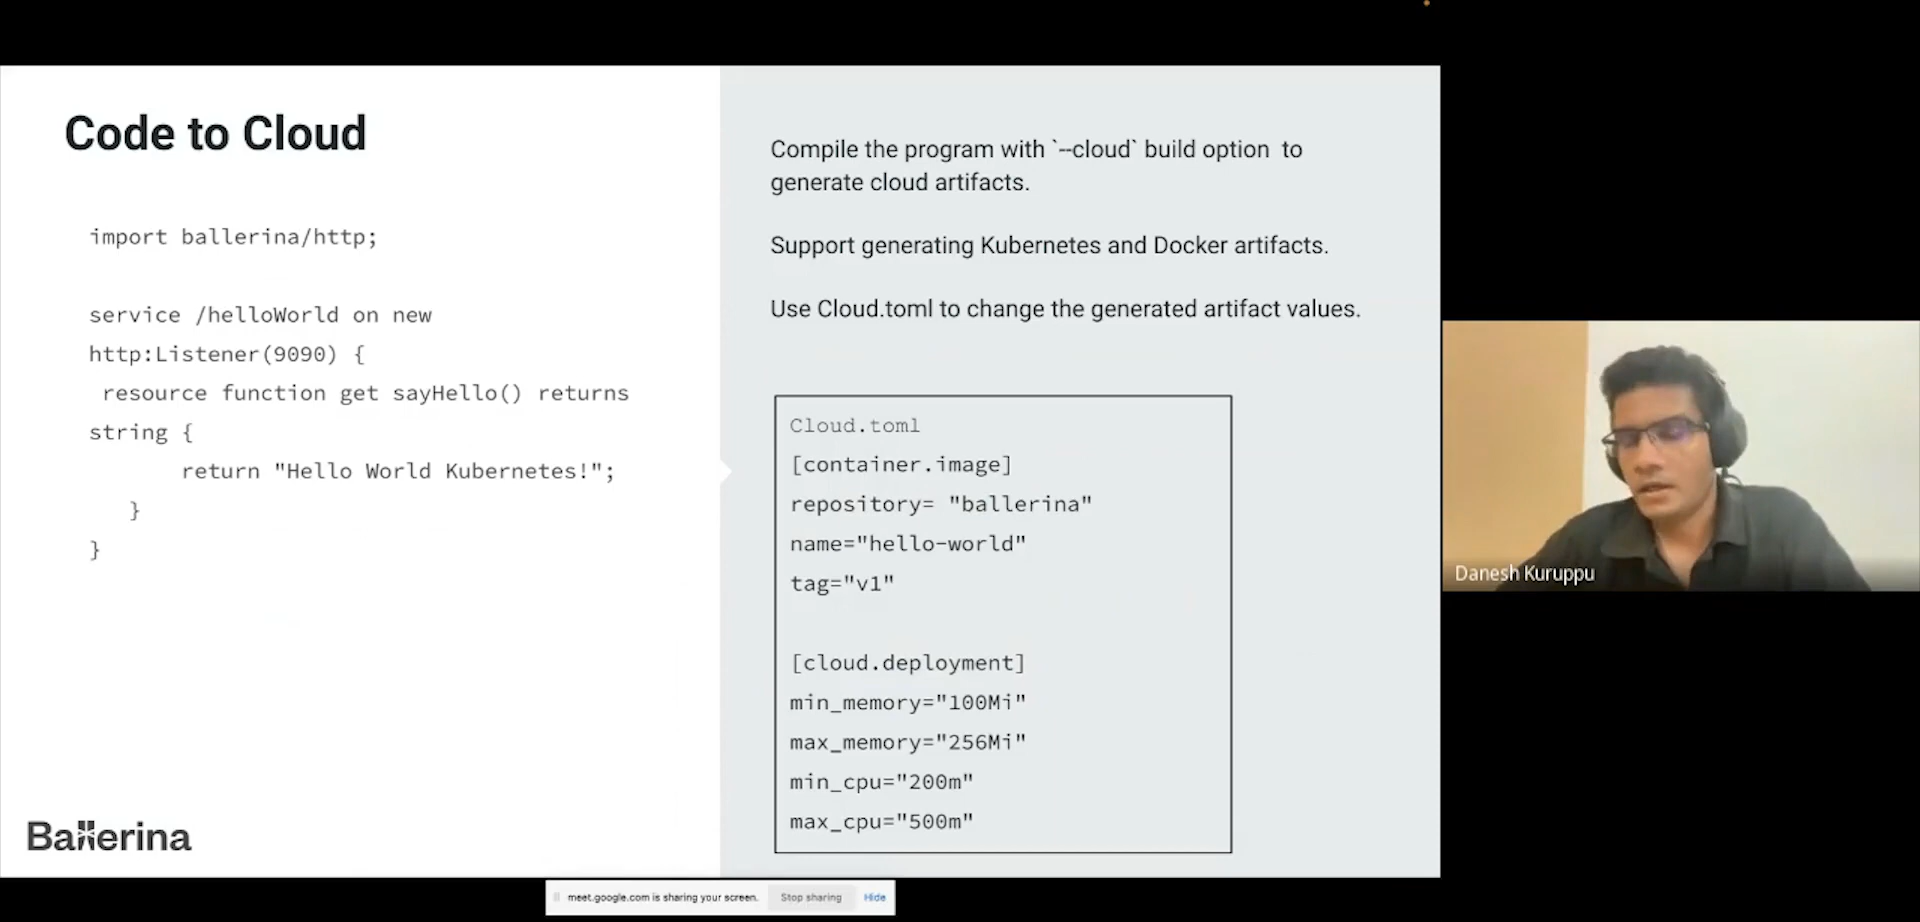 Code to Cloud
import ballerina/http;
service /helloWorld on new
http:Listener(9090) {
resource function get sayHello() returns
string {
return "Hello World Kubernetes!";
}
}
Ballerina
Compile the program with `--cloud` build option to
generate cloud artifacts.
Support generating Kubernetes and Docker artifacts.
Use Cloud.toml to change the generated artifact values.
Cloud.toml
[container.image]
repository= "ballerina"
name="hello-world"
tag="v1"
[cloud.deployment]
min_memory="100Mi"
max_memory="256Mi"
min_cpu="200m"
max_cpu="500m"
Danesh Kuruppu
meet.google.com is sharing your screen. Stop sharing Hide